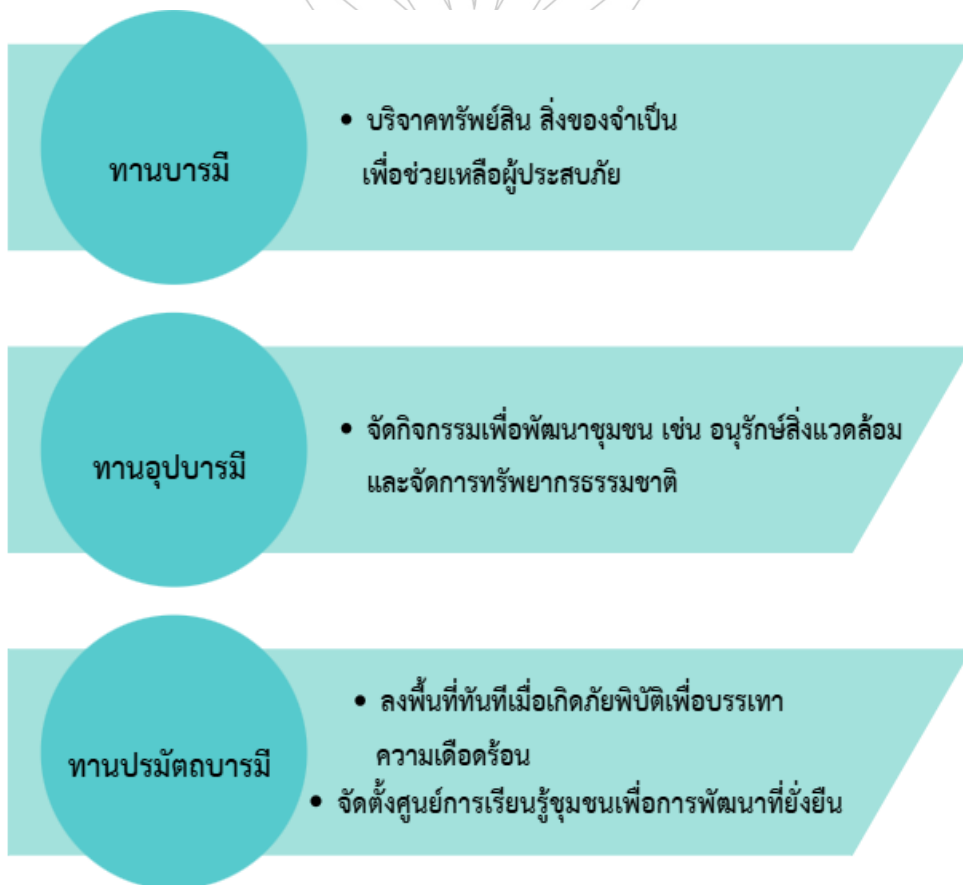 ทานบารมี
• บริจาคทรัพย์สิน สิ่งของจำเป็น
เพื่อช่วยเหลือผู้ประสบภัย
ทานอุปบารมี
• จัดกิจกรรมเพื่อพัฒนาชุมชน เช่น อนุรักษ์สิ่งแวดล้อม
และจัดการทรัพยากรธรรมชาติ
ทานปรมัตถบารมี
• ลงพื้นที่ทันทีเมื่อเกิดภัยพิบัติเพื่อบรรเทา
ความเดือดร้อน
• จัดตั้งศูนย์การเรียนรู้ชุมชนเพื่อการพัฒนาที่ยั่งยืน